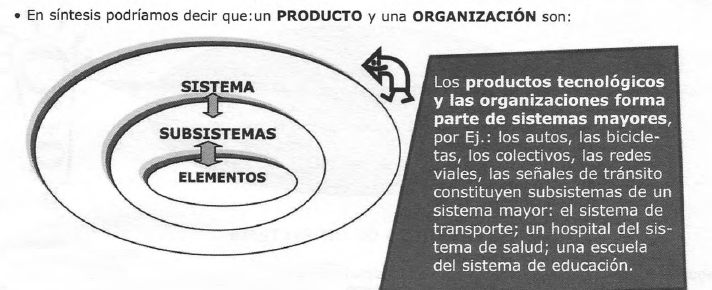 • En síntesis podríamos decir que:un PRODUCTO y una ORGANIZACIÓN son:
SISTEMA
SUBSISTEMAS
ELEMENTOS
Los productos tecnológicos
y las organizaciones forma
parte de sistemas mayores,
por Ej.: los autos, las bicicle-
tas, los colectivos, las redes
viales, las señales de tránsito
constituyen subsistemas de un
sistema mayor: el sistema de
transporte; un hospital del sis-
tema de salud; una escuela
del sistema de educación.